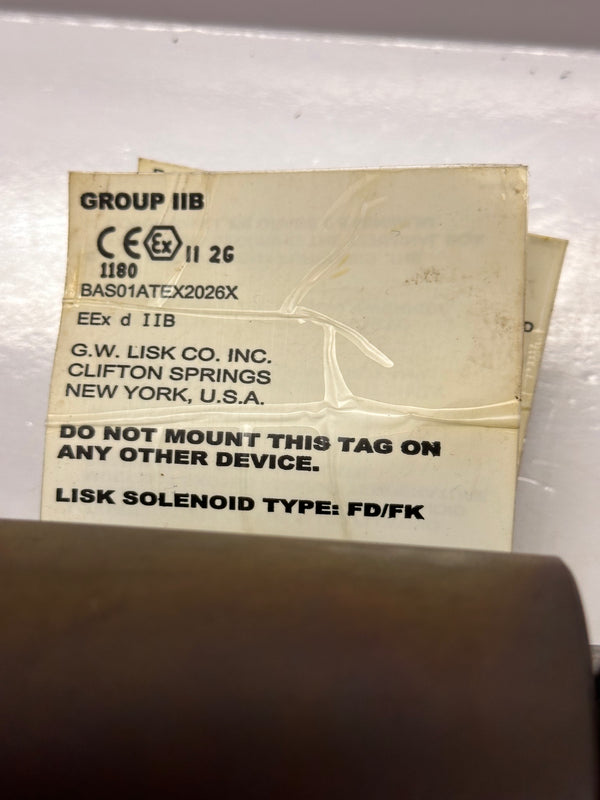 GROUP IIB
CE Ex II 2G
1180
BAS01ATEX2026X
EEx d IIB
G.W. LISK CO. INC.
CLIFTON SPRINGS
NEW YORK, U.S.A.
DO NOT MOUNT THIS TAG ON
ANY OTHER DEVICE.
LISK SOLENOID TYPE: FD/FK